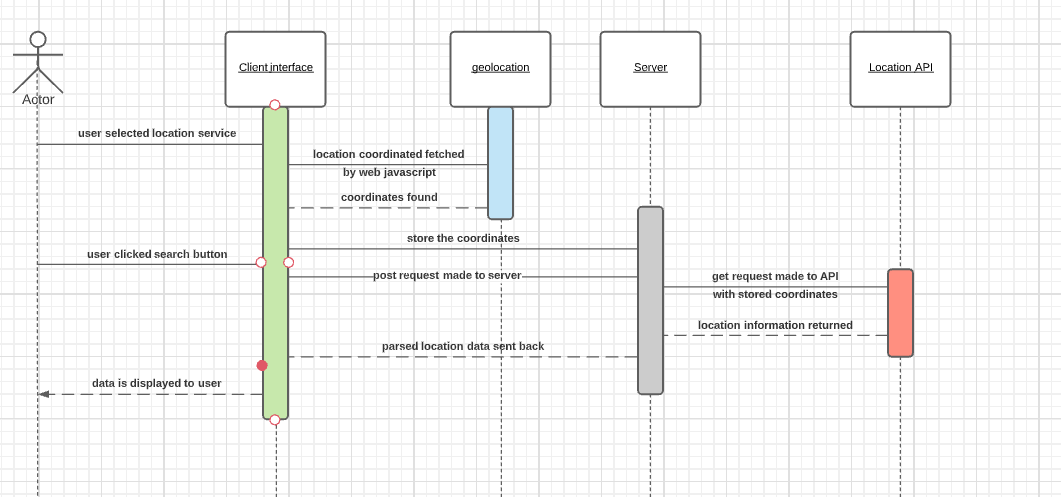 Client interface
geolocation
Server
Location API
Actor
user selected location service
location coordinated fetched
by web javascript
coordinates found
store the coordinates
user clicked search button
post request made to server
get request made to API
with stored coordinates
location information returned
parsed location data sent back
data is displayed to user